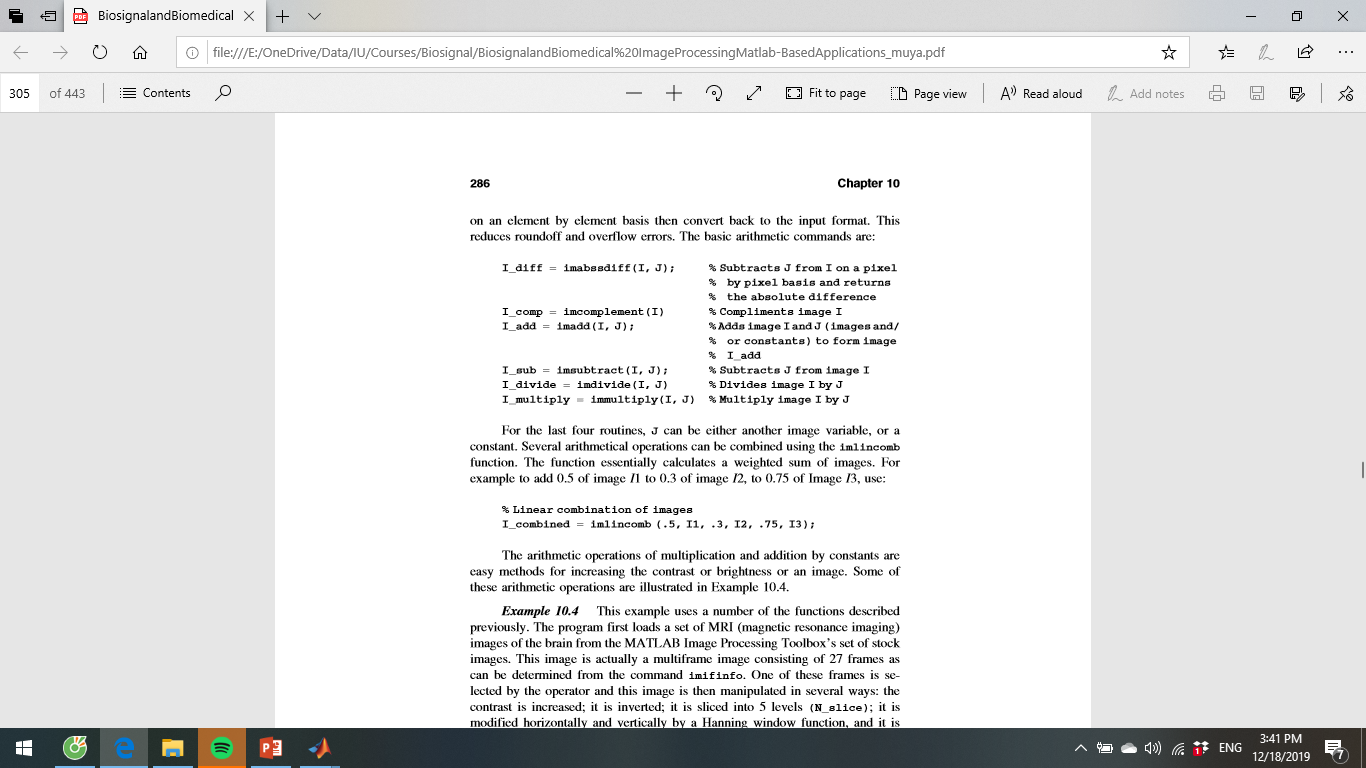 BiosignalandBiomedical
file:///E:/OneDrive/Data/IU/Courses/Biosignal/BiosignalandBiomedical%20ImageProcessingMatlab-BasedApplications_muya.pdf
305 of 443 Contents Fit to page Page view Read aloud Add notes
286 Chapter 10
on an element by element basis then convert back to the input format. This
reduces roundoff and overflow errors. The basic arithmetic commands are:
I_diff = imabssdiff(I, J); % Subtracts J from I on a pixel
% by pixel basis and returns
% the absolute difference
I_comp = imcomplement(I) % Compliments image I
I_add = imadd(I, J); % Adds image I and J (images and/
% or constants) to form image
% I_add
I_sub = imsubtract(I, J); % Subtracts J from image I
I_divide = imdivide(I, J) % Divides image I by J
I_multiply = immultiply(I, J) % Multiply image I by J
For the last four routines, J can be either another image variable, or a
constant. Several arithmetical operations can be combined using the imlincomb
function. The function essentially calculates a weighted sum of images. For
example to add 0.5 of image I1 to 0.3 of image I2, to 0.75 of Image I3, use:
% Linear combination of images
I_combined = imlincomb (.5, I1, .3, I2, .75, I3);
The arithmetic operations of multiplication and addition by constants are
easy methods for increasing the contrast or brightness or an image. Some of
these arithmetic operations are illustrated in Example 10.4.
Example 10.4 This example uses a number of the functions described
previously. The program first loads a set of MRI (magnetic resonance imaging)
images of the brain from the MATLAB Image Processing Toolbox's set of stock
images. This image is actually a multiframe image consisting of 27 frames as
can be determined from the command imifinfo. One of these frames is se-
lected by the operator and this image is then manipulated in several ways: the
contrast is increased; it is inverted; it is sliced into 5 levels (N_slice); it is
modified horizontally and vertically by a Hanning window function, and it is
ENG
3:41 PM
12/18/2019
7